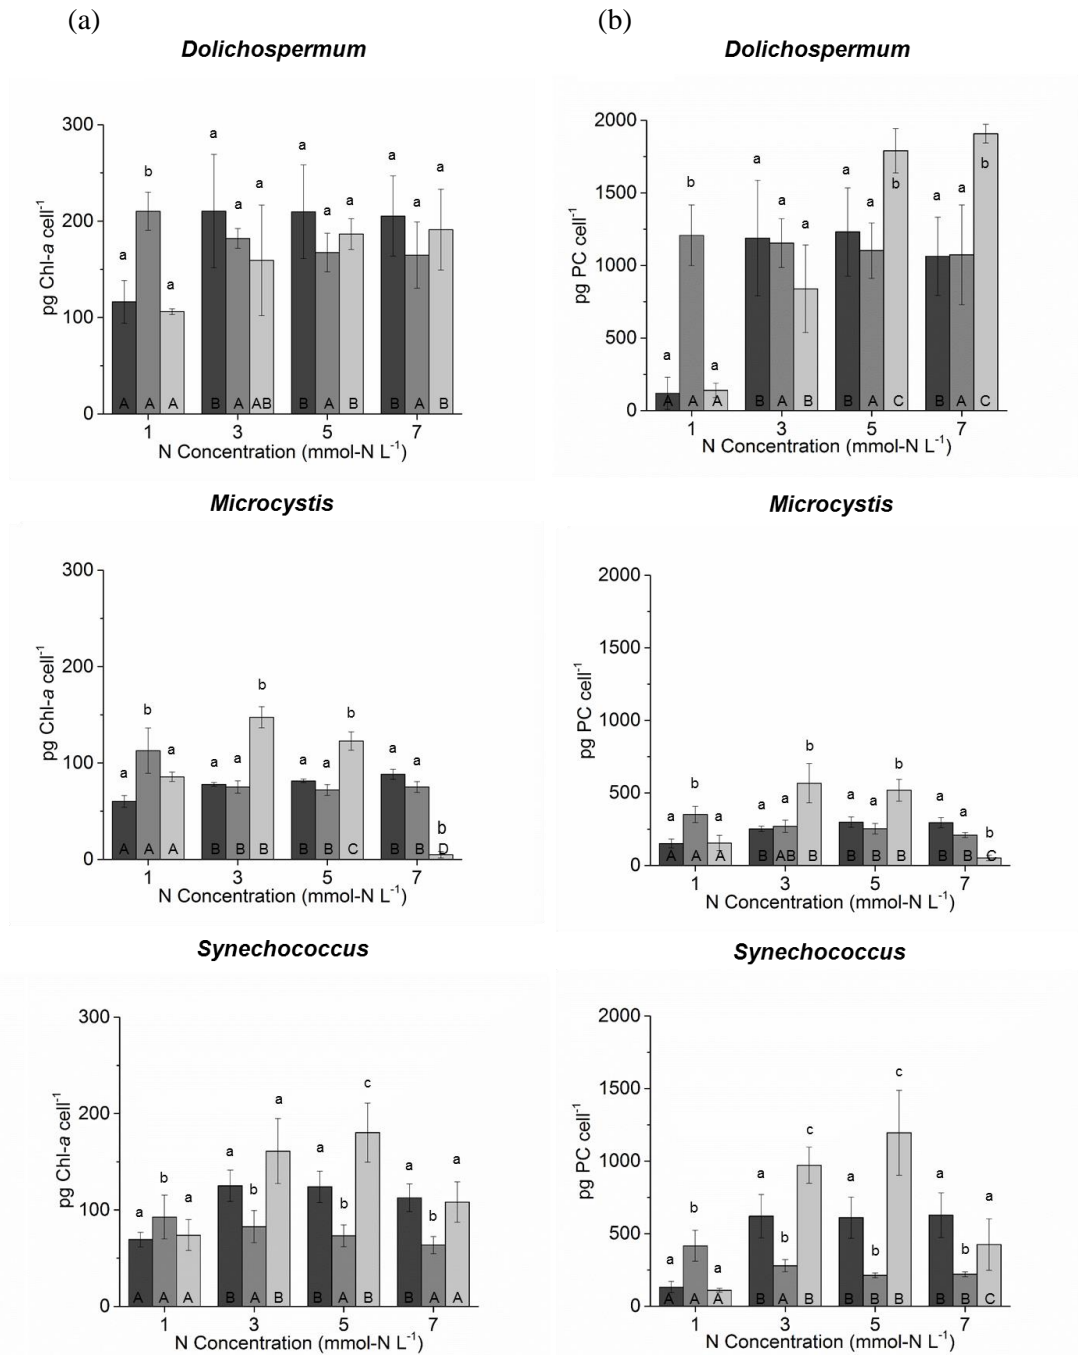 (a)
(b)
Dolichospermum
Dolichospermum
pg Chl-a cell-1
300
200
100
0
a b a
a a a
a a a
a a a
A A A
B A AB
B A B
B A B
1 3 5 7
N Concentration (mmol-N L-1)
pg PC cell-1
2000
1500
1000
500
0
a b a
a a a
a a b
a a b
A A A
B A B
B A C
B A C
1 3 5 7
N Concentration (mmol-N L-1)
Microcystis
Microcystis
pg Chl-a cell-1
300
200
100
0
a b a
a a b
a a b
a a b
A A A
B B B
B B C
B B D
1 3 5 7
N Concentration (mmol-N L-1)
pg PC cell-1
2000
1500
1000
500
0
a b a
a a b
a a b
a a b
A A A
B AB B
B B B
B B C
1 3 5 7
N Concentration (mmol-N L-1)
Synechococcus
Synechococcus
pg Chl-a cell-1
300
200
100
0
a b a
a b a
a b c
a b a
A A A
B A B
B A B
B A A
1 3 5 7
N Concentration (mmol-N L-1)
pg PC cell-1
2000
1500
1000
500
0
a b a
a b c
a b c
a b a
A A A
B A B
B B B
B B C
1 3 5 7
N Concentration (mmol-N L-1)